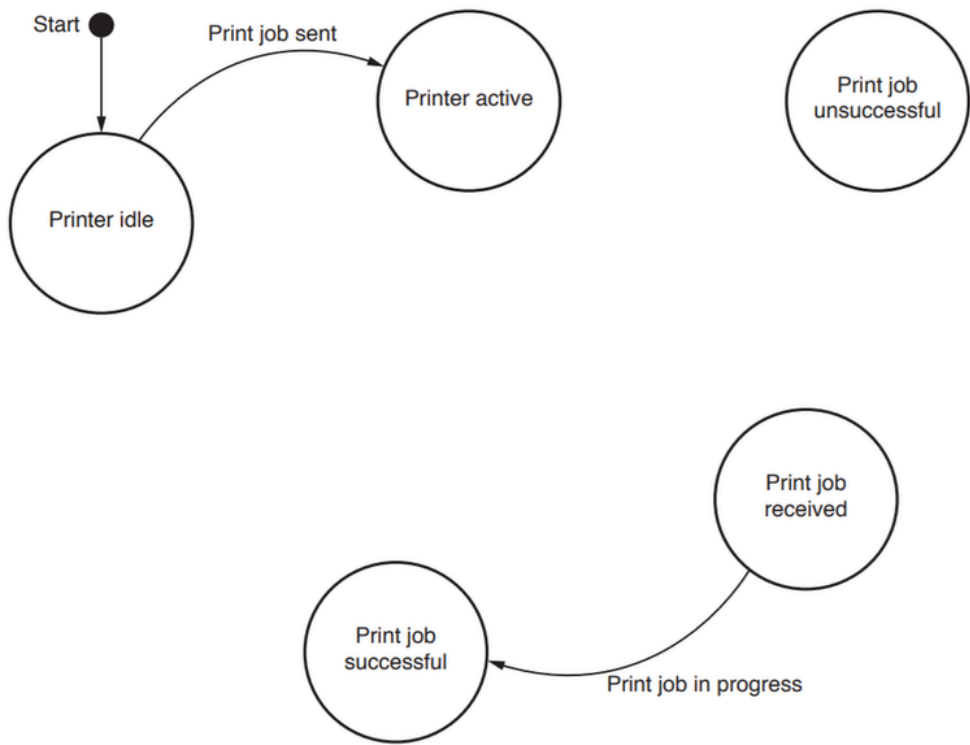 Start
Print job sent
Printer active
Print job
unsuccessful
Printer idle
Print job
received
Print job
successful
Print job in progress